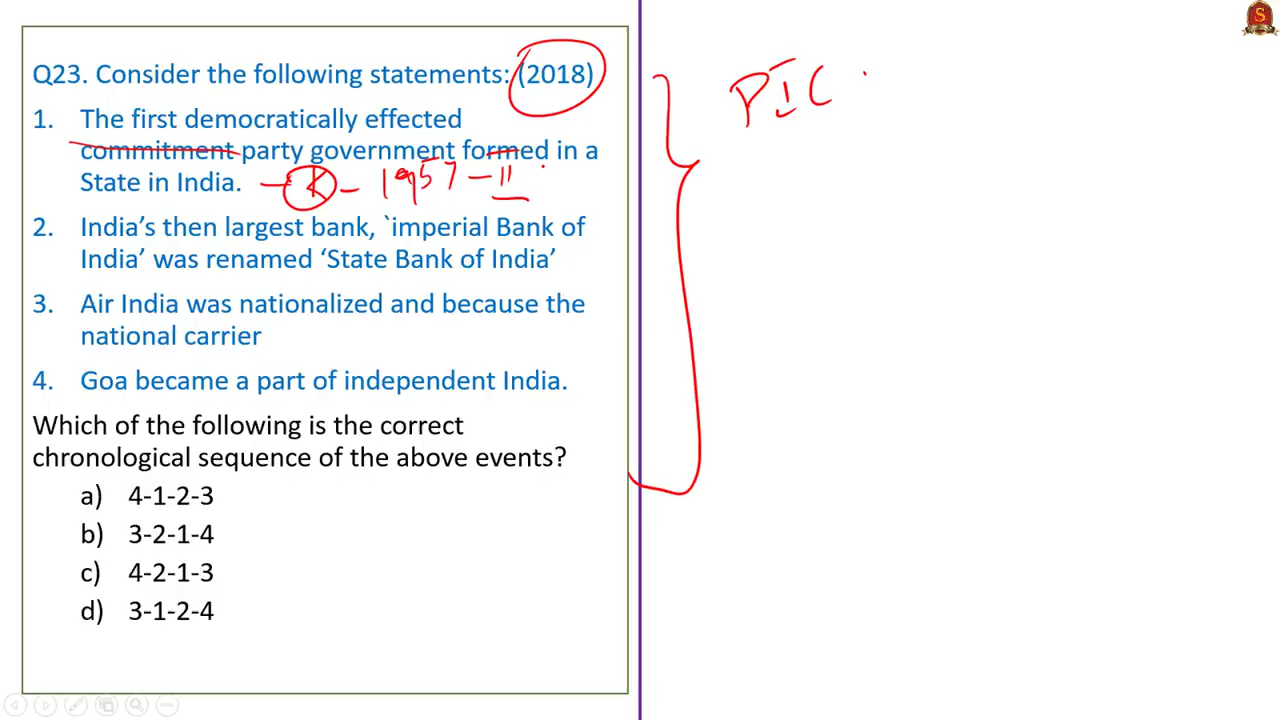 Q23. Consider the following statements: (2018)
1. The first democratically effected
commitment party government formed in a
State in India. - K - 1957 - II
2. India's then largest bank, `imperial Bank of
India' was renamed ‘State Bank of India’
3. Air India was nationalized and because the
national carrier
4. Goa became a part of independent India.
Which of the following is the correct
chronological sequence of the above events?
a) 4-1-2-3
b) 3-2-1-4
c) 4-2-1-3
d) 3-1-2-4
PIC
S